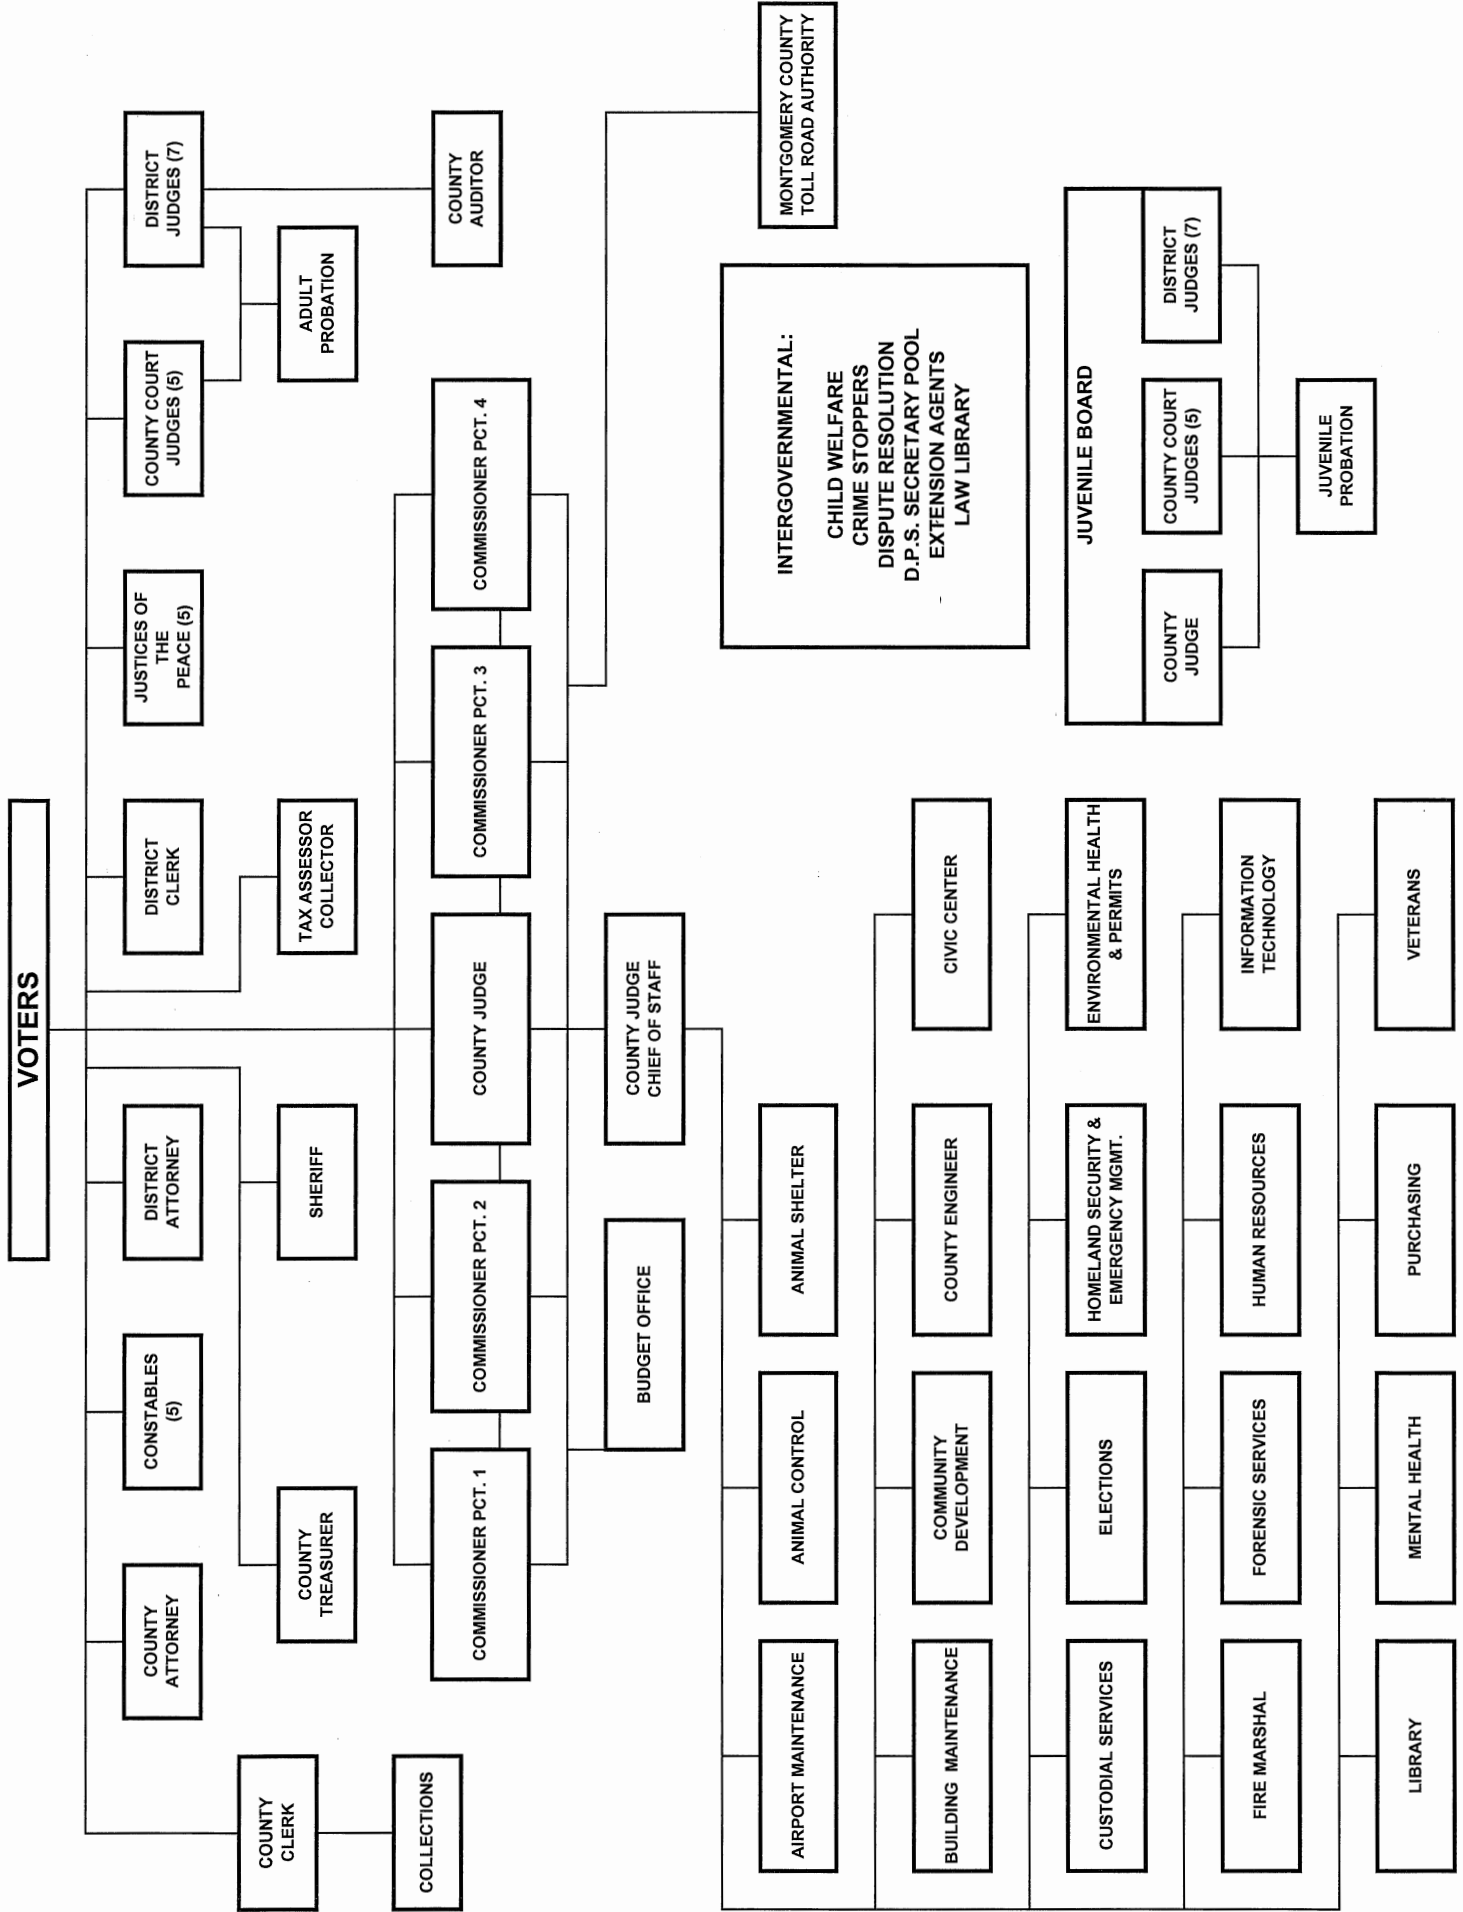 VOTERS
COUNTY
CLERK
COLLECTIONS
COUNTY
ATTORNEY
CONSTABLES
(5)
DISTRICT
ATTORNEY
DISTRICT
CLERK
JUSTICES OF
THE
PEACE (5)
COUNTY COURT
JUDGES (5)
DISTRICT
JUDGES (7)
COUNTY
TREASURER
SHERIFF
TAX ASSESSOR
COLLECTOR
ADULT
PROBATION
COUNTY
AUDITOR
COMMISSIONER PCT. 1
COMMISSIONER PCT. 2
COUNTY JUDGE
COMMISSIONER PCT. 3
COMMISSIONER PCT. 4
BUDGET OFFICE
COUNTY JUDGE
CHIEF OF STAFF
MONTGOMERY COUNTY
TOLL ROAD AUTHORITY
AIRPORT MAINTENANCE
ANIMAL CONTROL
ANIMAL SHELTER
BUILDING MAINTENANCE
COMMUNITY
DEVELOPMENT
COUNTY ENGINEER
CIVIC CENTER
CUSTODIAL SERVICES
ELECTIONS
HOMELAND SECURITY &
EMERGENCY MGMT.
ENVIRONMENTAL HEALTH
& PERMITS
FIRE MARSHAL
FORENSIC SERVICES
HUMAN RESOURCES
INFORMATION
TECHNOLOGY
LIBRARY
MENTAL HEALTH
PURCHASING
VETERANS
INTERGOVERNMENTAL:
CHILD WELFARE
CRIME STOPPERS
DISPUTE RESOLUTION
D.P.S. SECRETARY POOL
EXTENSION AGENTS
LAW LIBRARY
JUVENILE BOARD
COUNTY
JUDGE
COUNTY COURT
JUDGES (5)
DISTRICT
JUDGES (7)
JUVENILE
PROBATION